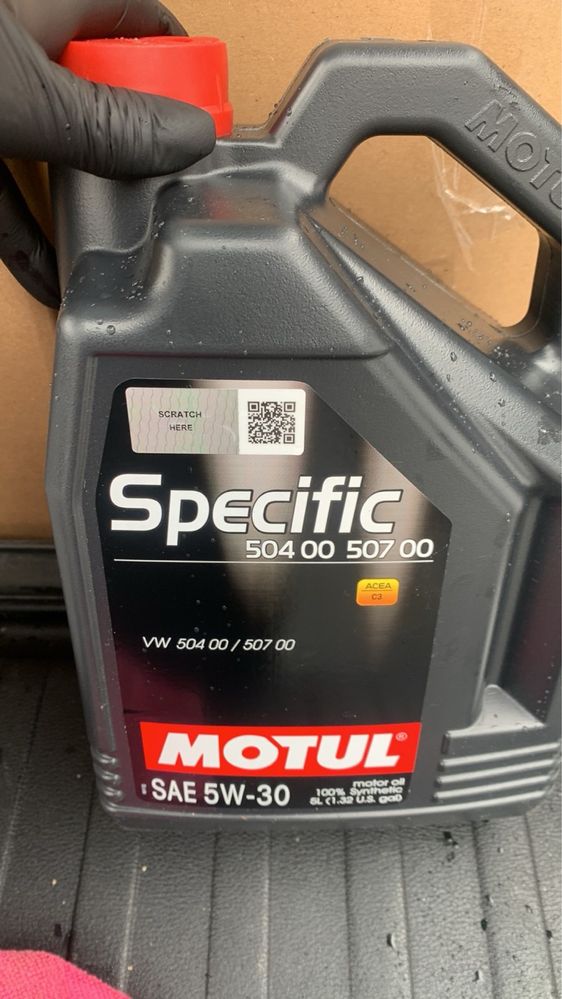 MOTU
SCRATCH
HERE
Specific
504 00 507 00
ACEA
C3
VW 504 00 / 507 00
MOTUL®
SAE 5W-30
motor oil
100% Synthetic
5L (1.32 U.S. gal)